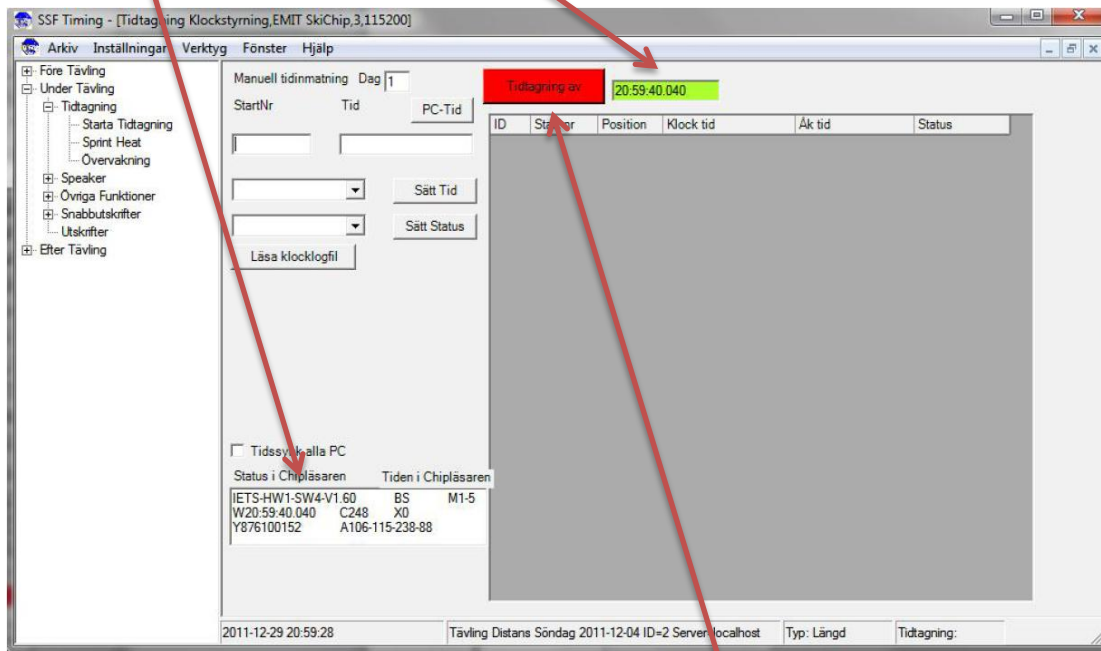 SSF Timing - [Tidtagning Klockstyrning,EMIT SkiChip,3,115200]
Arkiv Inställningar Verktyg Fönster Hjälp
Före Tävling
Under Tävling
Tidtagning
Starta Tidtagning
Sprint Heat
Övervakning
Speaker
Övriga Funktioner
Snabbutskrifter
Utskrifter
Efter Tävling
Manuell tidinmatning Dag 1
StartNr Tid PC-Tid
Sätt Tid
Sätt Status
Läsa klocklogfil
Tidtagning av 20:59:40.040
ID Startnr Position Klock tid Åk tid Status
Tidssynk alla PC
Status i Chipläsaren Tiden i Chipläsaren
IETS-HW1-SW4-V1.60 BS M1-5
W20:59:40.040 C248 X0
Y876100152 A106-115-238-88
2011-12-29 20:59:28 Tävling Distans Söndag 2011-12-04 ID=2 Server=localhost Typ: Längd Tidtagning: